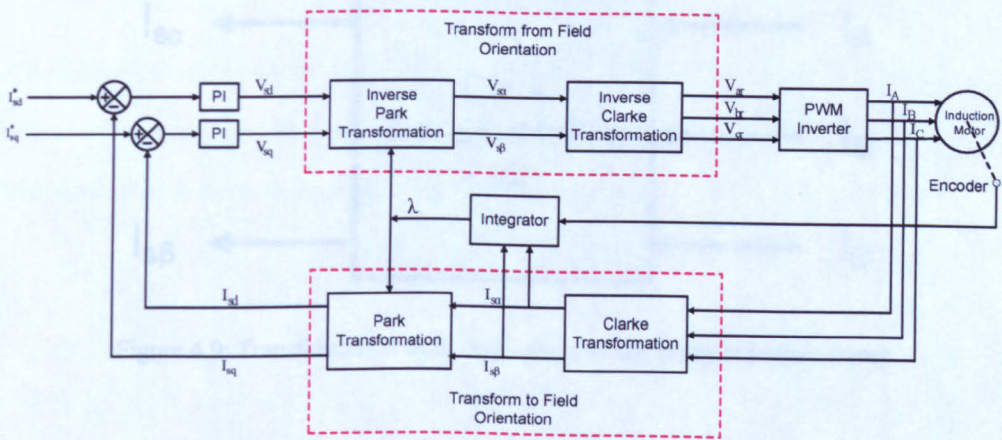 Transform from Field
Orientation
I*sd
I*sq
PI
PI
Vsd
Vsq
Inverse
Park
Transformation
Vsα
Vsβ
Inverse
Clarke
Transformation
Var
Vbr
Vcr
PWM
Inverter
IA
IB
IC
Induction
Motor
Encoder
λ
Integrator
Isd
Isq
Park
Transformation
Isα
Isβ
Clarke
Transformation
Transform to Field
Orientation